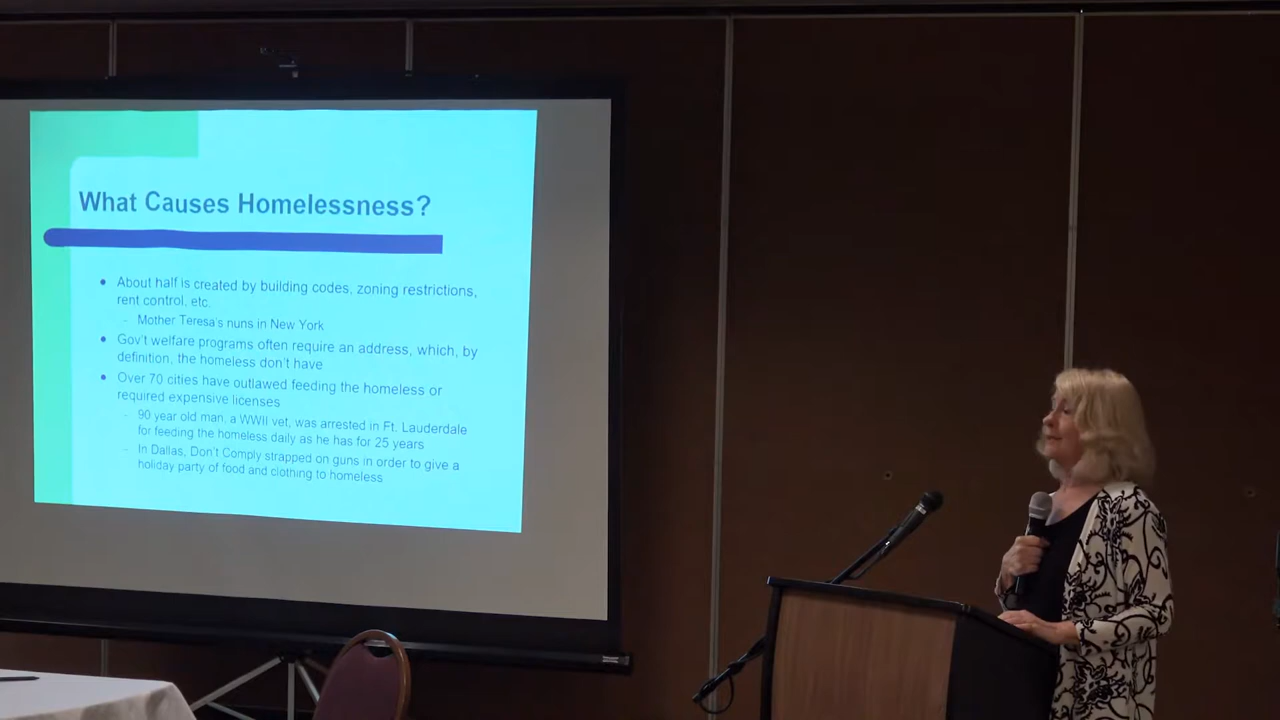 What Causes Homelessness?
• About half is created by building codes, zoning restrictions,
rent control, etc.
- Mother Teresa's nuns in New York
• Gov't welfare programs often require an address, which, by
definition, the homeless don't have
• Over 70 cities have outlawed feeding the homeless or
required expensive licenses
- 90 year old man, a WWII vet, was arrested in Ft. Lauderdale
for feeding the homeless daily as he has for 25 years
- In Dallas, Don't Comply strapped on guns in order to give a
holiday party of food and clothing to homeless